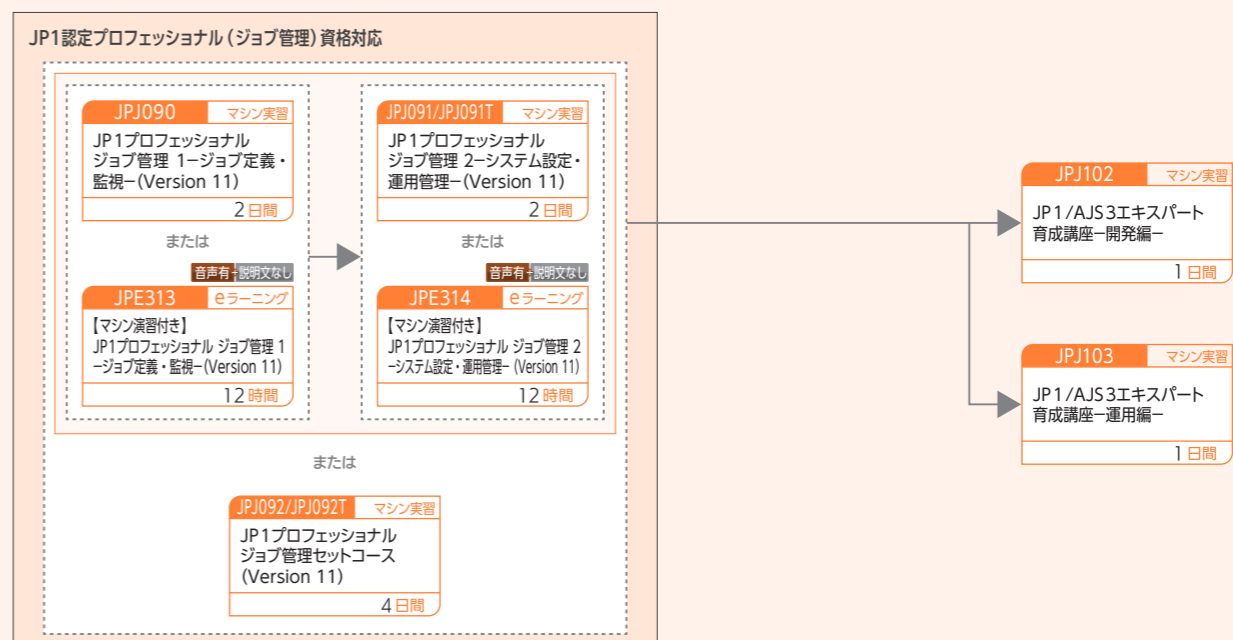 JP1認定プロフェッショナル（ジョブ管理）資格対応
JPJ090 マシン実習
JP1プロフェッショナル
ジョブ管理 1−ジョブ定義・
監視−(Version 11)
2日間
または
音声有+説明文なし
JPE313 eラーニング
【マシン演習付き】
JP1プロフェッショナル ジョブ管理 1
−ジョブ定義・監視−(Version 11)
12時間
JPJ091/JPJ091T マシン実習
JP1プロフェッショナル
ジョブ管理 2−システム設定・
運用管理−(Version 11)
2日間
または
音声有+説明文なし
JPE314 eラーニング
【マシン演習付き】
JP1プロフェッショナル ジョブ管理 2
−システム設定・運用管理− (Version 11)
12時間
または
JPJ092/JPJ092T マシン実習
JP1プロフェッショナル
ジョブ管理セットコース
(Version 11)
4日間
JPJ102 マシン実習
JP1/AJS3エキスパート
育成講座−開発編−
1日間
JPJ103 マシン実習
JP1/AJS3エキスパート
育成講座−運用編−
1日間